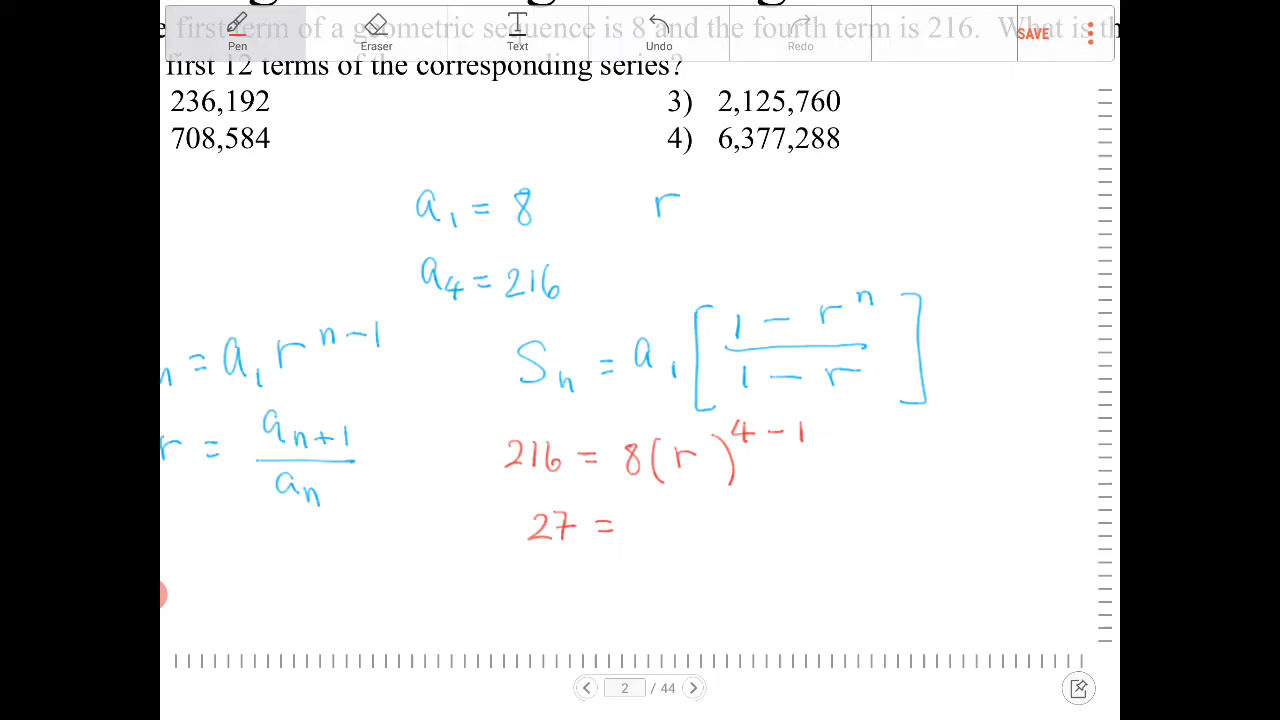 Pen Eraser Text Undo Redo SAVE
first term of a geometric sequence is 8 and the fourth term is 216. What is
first 12 terms of the corresponding series?
236,192 3) 2,125,760
708,584 4) 6,377,288
a₁ = 8 r
a₄ = 216
n = a₁ r^{n-1} Sₙ = a₁ [ (1 - rⁿ) / (1 - r) ]
r = aₙ₊₁ / aₙ
216 = 8(r)^{4-1}
27 =
2 / 44